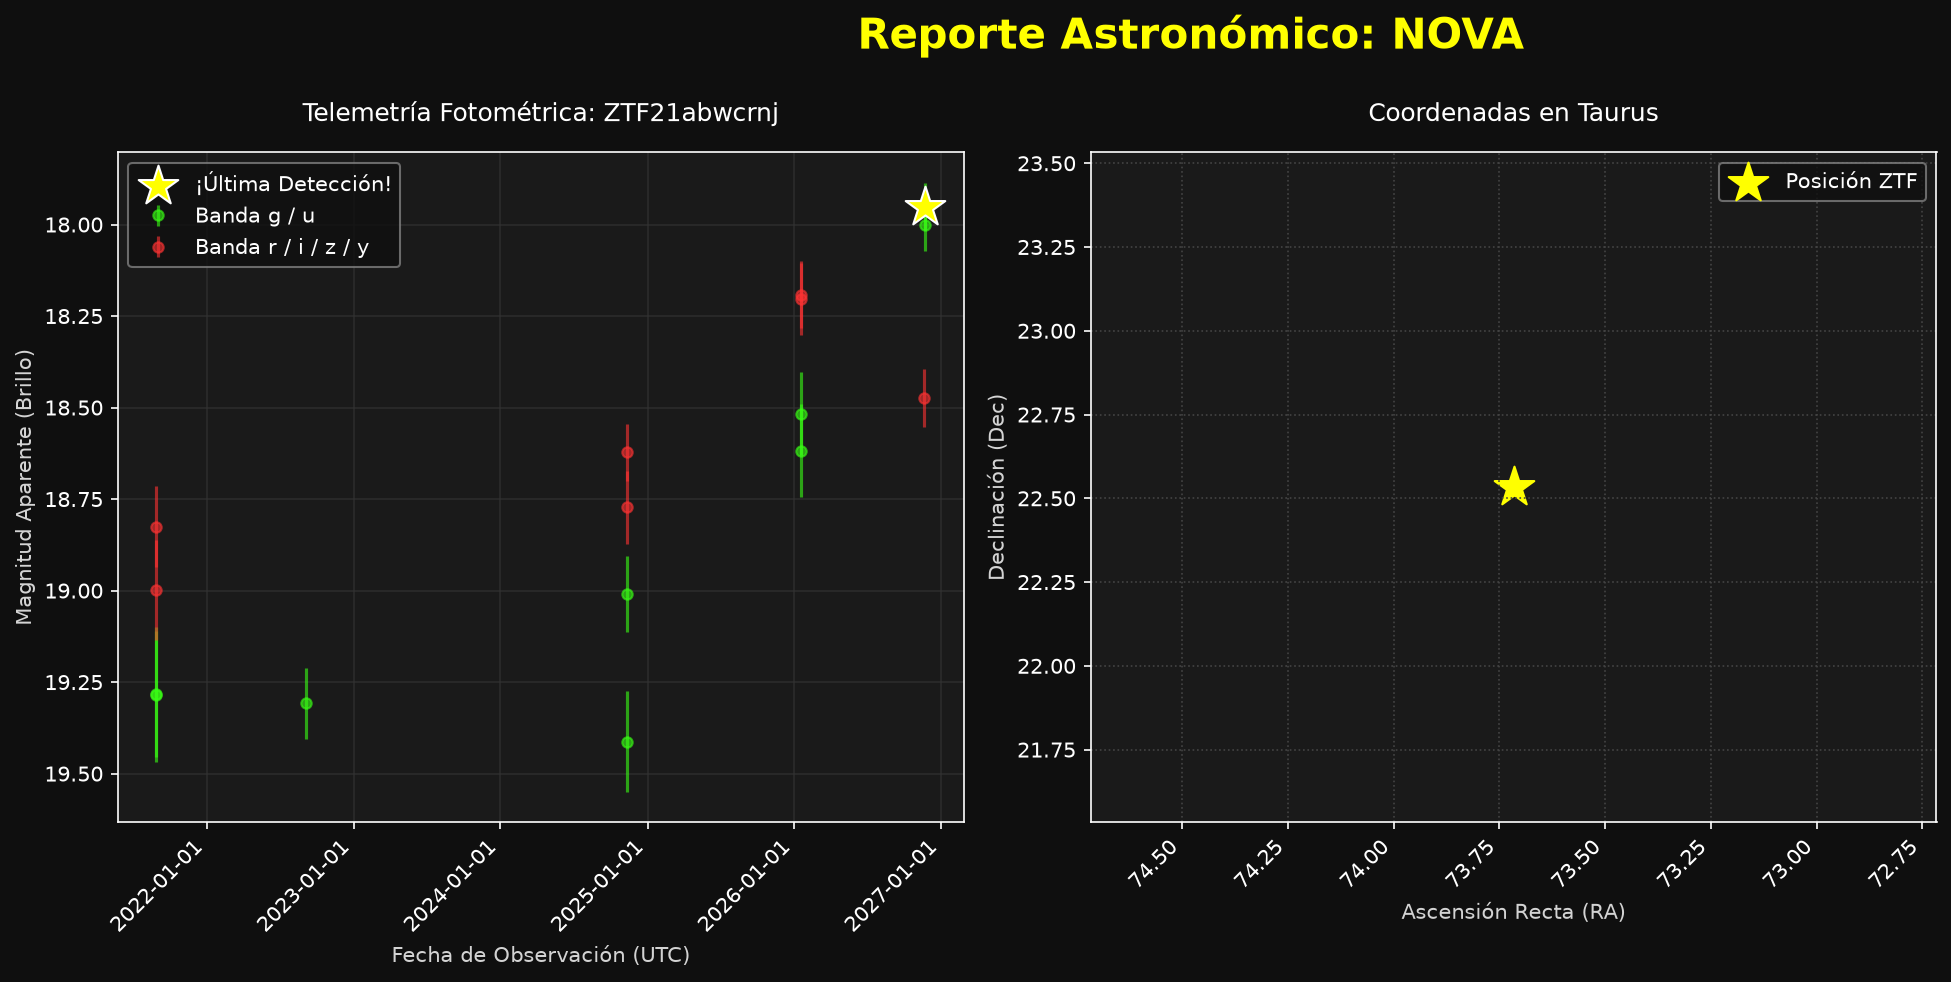 Reporte Astronómico: NOVA
Telemetría Fotométrica: ZTF21abwcrnj
¡Última Detección!
Banda g / u
Banda r / i / z / y
Magnitud Aparente (Brillo)
18.00
18.25
18.50
18.75
19.00
19.25
19.50
2022-01-01
2023-01-01
2024-01-01
2025-01-01
2026-01-01
2027-01-01
Fecha de Observación (UTC)
Coordenadas en Taurus
Posición ZTF
Declinación (Dec)
23.50
23.25
23.00
22.75
22.50
22.25
22.00
21.75
74.50
74.25
74.00
73.75
73.50
73.25
73.00
72.75
Ascensión Recta (RA)